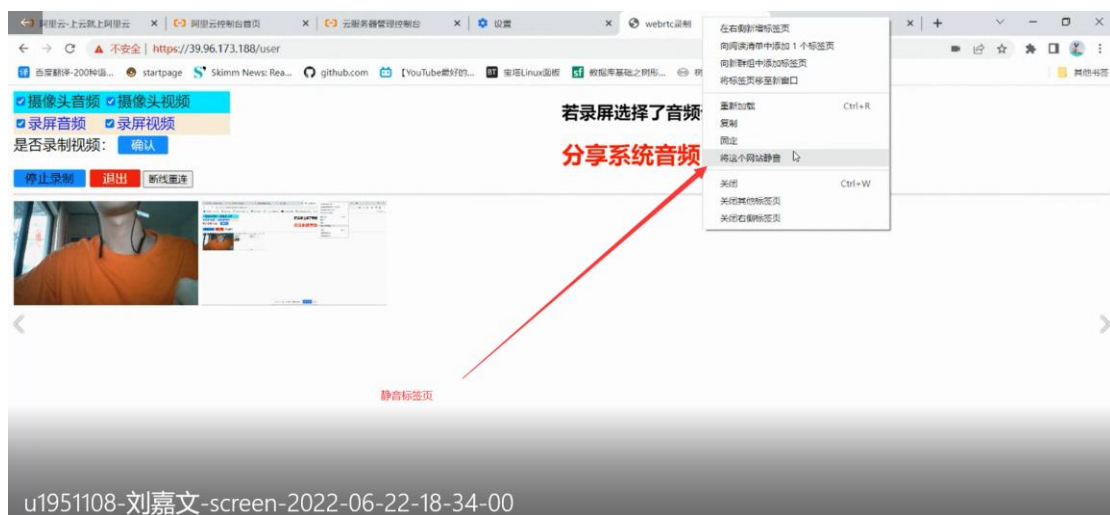 阿里云-上云就上阿里云
阿里云控制台首页
云服务器管理控制台
设置
webrtc录制
不安全 | https://39.96.173.188/user
百度翻译-200种语...
startpage
Skimm News: Rea...
github.com
【YouTube最好的...
BT 宝塔Linux面板
sf 数据库基础之树形...
其他书签
在右侧新增标签页
向阅读清单中添加 1 个标签页
向新群组中添加标签页
将标签页移至新窗口
重新加载 Ctrl+R
复制
固定
将这个网站静音
关闭 Ctrl+W
关闭其他标签页
关闭右侧标签页
摄像头音频 摄像头视频
录屏音频 录屏视频
是否录制视频： 确认
停止录制 退出 断线重连
若录屏选择了音频
分享系统音频
静音标签页
u1951108-刘嘉文-screen-2022-06-22-18-34-00